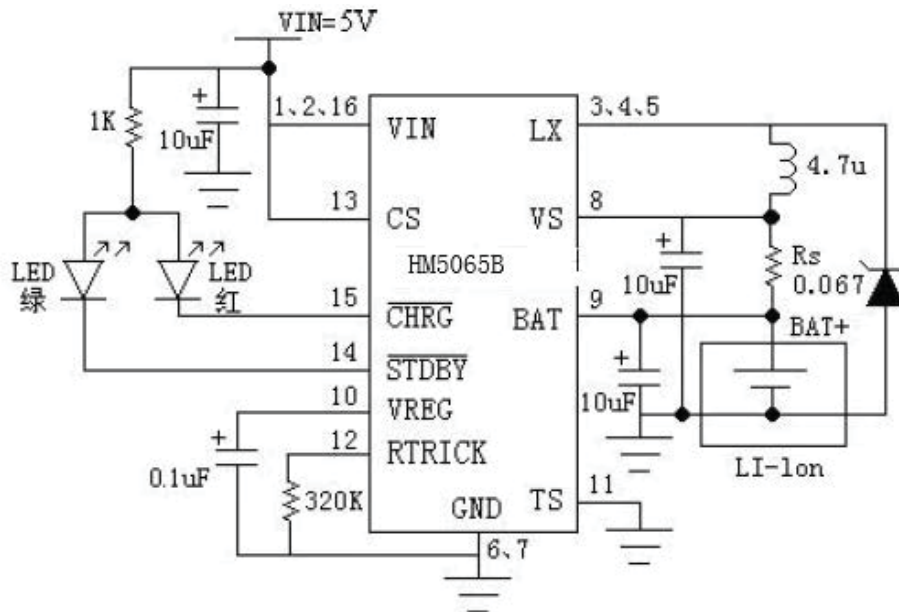 VIN=5V
1K
10uF
1、2、16
VIN
LX
3、4、5
4.7u
13
CS
VS
8
HM5065B
LED
绿
LED
红
10uF
Rs
0.067
15
CHRG
BAT
9
BAT+
14
STDBY
10
VREG
10uF
12
RTRICK
0.1uF
320K
LI-lon
GND
TS
11
6、7